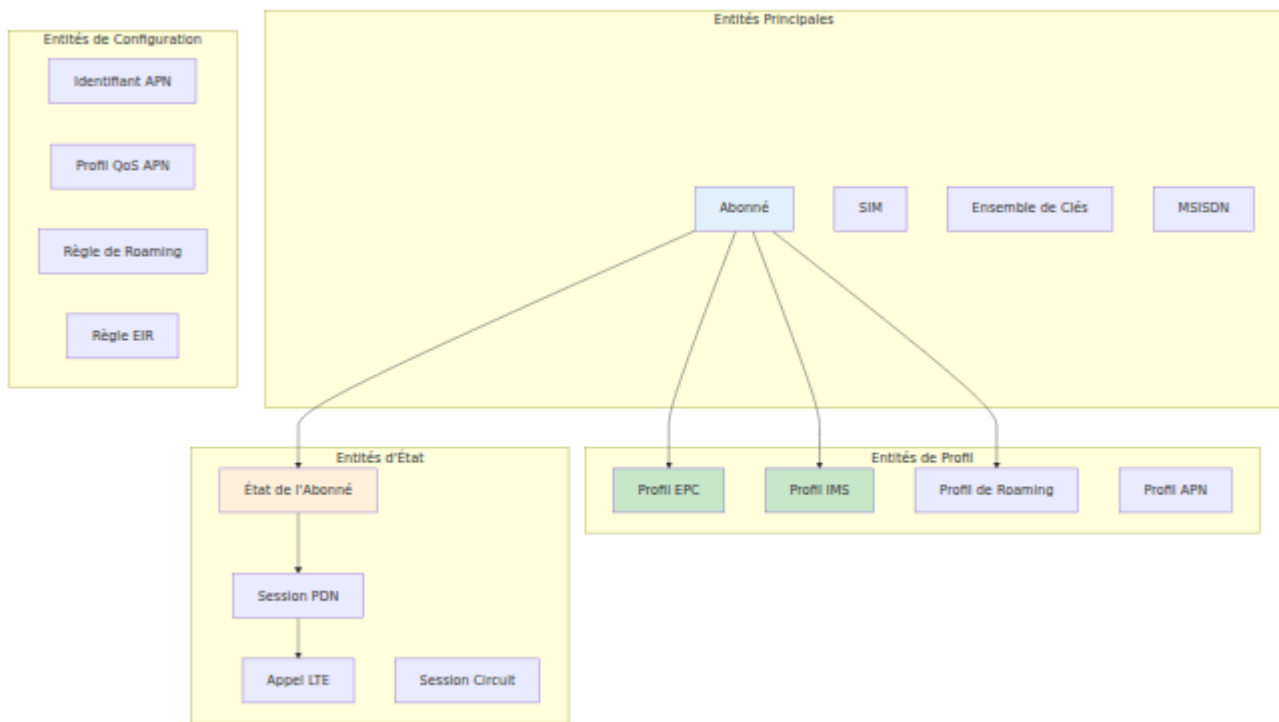 Entités Principales
Entités de Configuration
Identifiant APN
Profil QoS APN
Règle de Roaming
Règle EIR
Abonné
SIM
Ensemble de Clés
MSISDN
Entités d'État
État de l'Abonné
Session PDN
Appel LTE
Session Circuit
Entités de Profil
Profil EPC
Profil IMS
Profil de Roaming
Profil APN